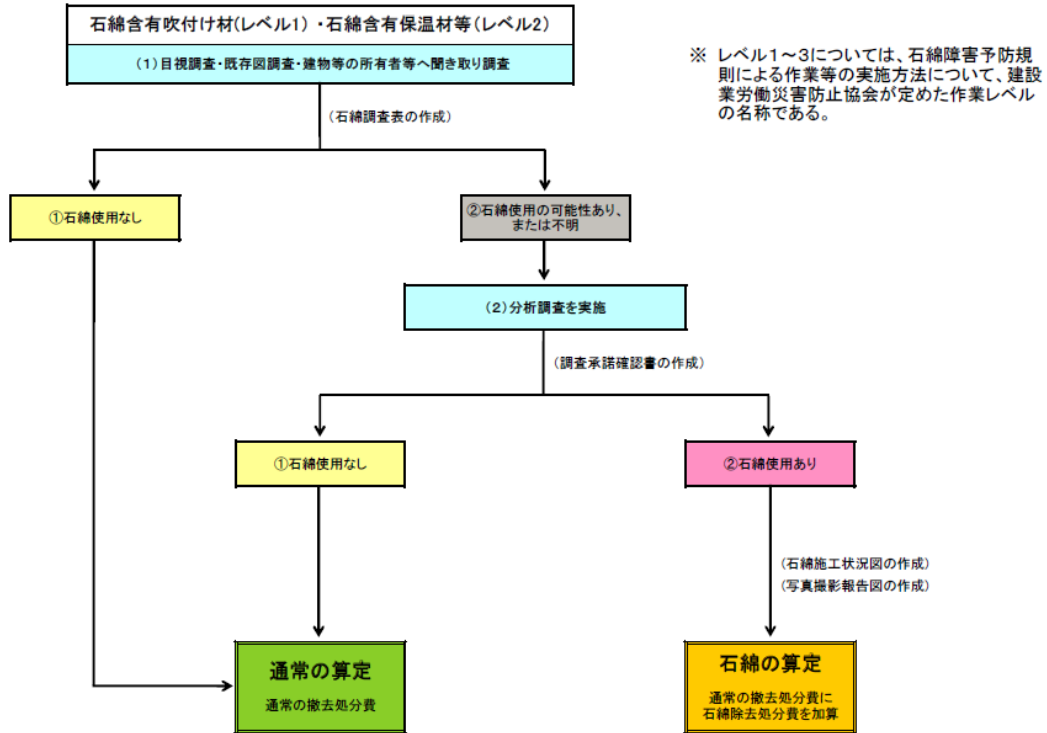 石綿含有吹付け材(レベル1)・石綿含有保温材等(レベル2)
(1)目視調査・既存図調査・建物等の所有者等へ聞き取り調査
※ レベル1～3については、石綿障害予防規
則による作業等の実施方法について、建設
業労働災害防止協会が定めた作業レベル
の名称である。
(石綿調査表の作成)
①石綿使用なし
②石綿使用の可能性あり、
または不明
(2)分析調査を実施
(調査承諾確認書の作成)
①石綿使用なし
②石綿使用あり
(石綿施工状況図の作成)
(写真撮影報告図の作成)
通常の算定
通常の撤去処分費
石綿の算定
通常の撤去処分費に
石綿除去処分費を加算